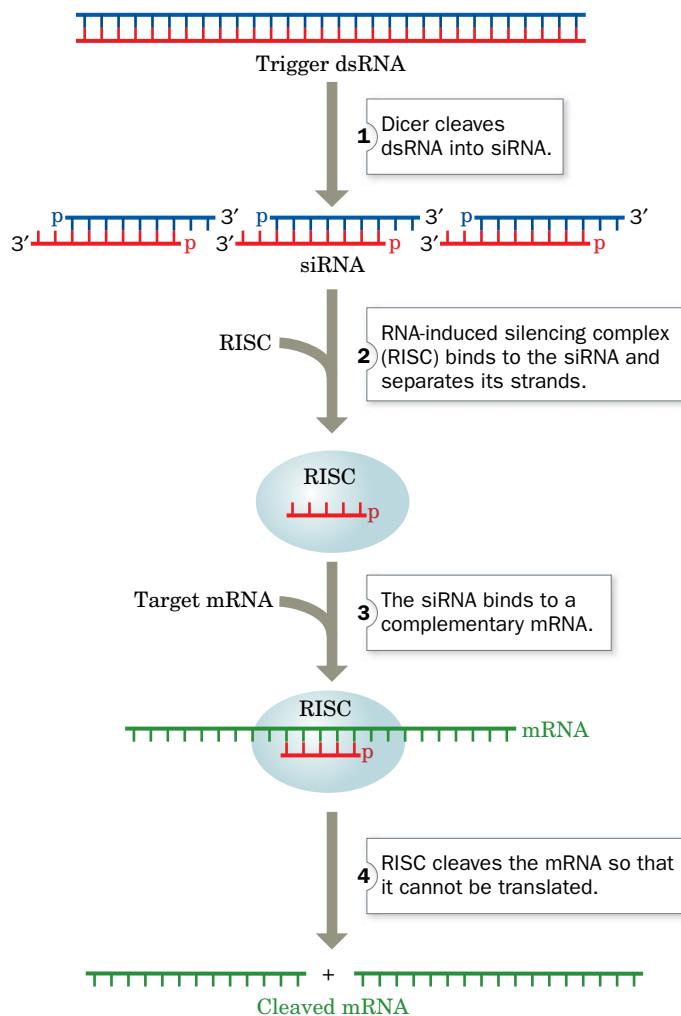 Trigger dsRNA
1 Dicer cleaves
dsRNA into siRNA.
p 3′ p 3′ p 3′
3′ p 3′ p 3′ p
siRNA
RISC
2 RNA-induced silencing complex
(RISC) binds to the siRNA and
separates its strands.
RISC
p
Target mRNA
3 The siRNA binds to a
complementary mRNA.
RISC
mRNA
p
4 RISC cleaves the mRNA so that
it cannot be translated.
+
Cleaved mRNA